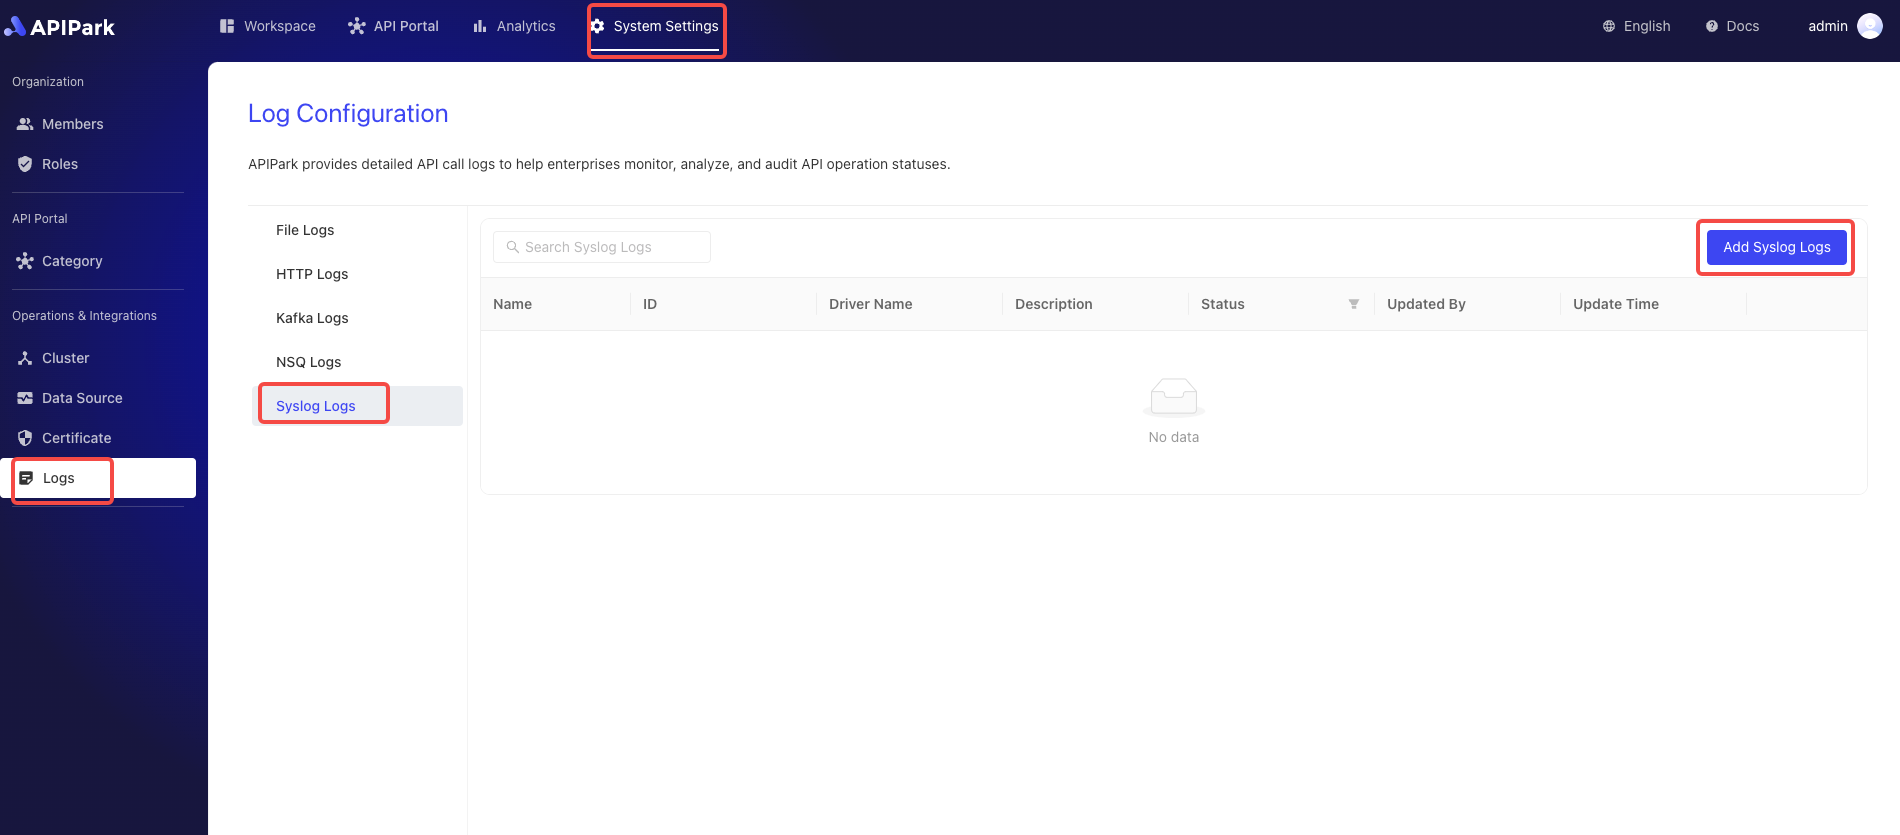 APIPark
Workspace
API Portal
Analytics
System Settings
English
Docs
admin
Organization
Members
Roles
API Portal
Category
Operations & Integrations
Cluster
Data Source
Certificate
Logs
Log Configuration
APIPark provides detailed API call logs to help enterprises monitor, analyze, and audit API operation statuses.
File Logs
HTTP Logs
Kafka Logs
NSQ Logs
Syslog Logs
Search Syslog Logs
Add Syslog Logs
Name ID Driver Name Description Status Updated By Update Time
No data